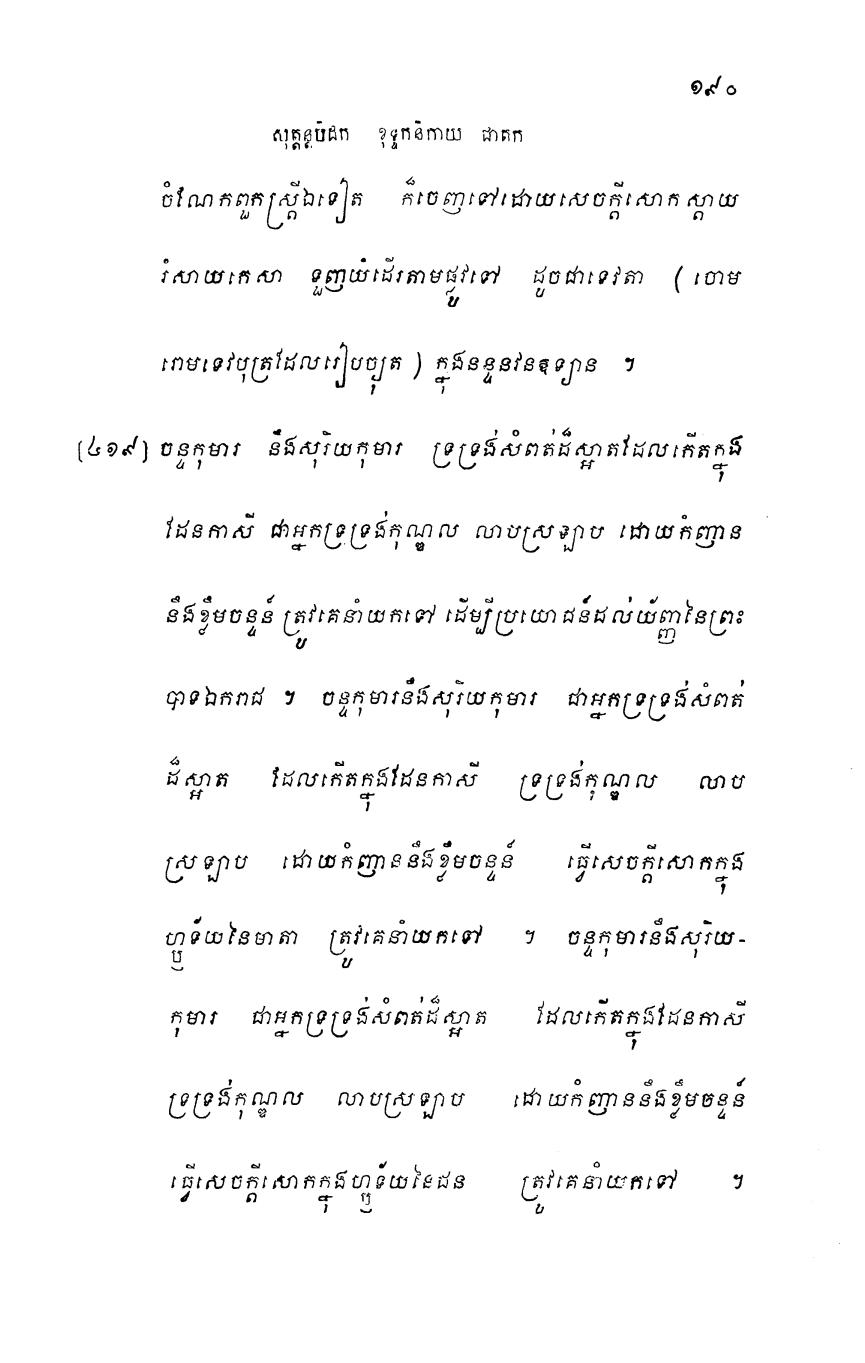 ១៩០
សុត្តន្តបិដក ខុទ្ទកនិកាយ ជាតក
ចំណែកពួកស្ត្រីឯទៀត ក៏ចេញទៅដោយសេចក្តីសោកស្តាយ
រំសាយកេសា ទួញយំដើរតាមផ្លូវទៅ ដូចជាទេវតា ( ចោម
រោមទេវបុត្រដែលរៀបច្យុត ) ក្នុងនន្ទនវនឧទ្យាន ។
[៤១៩] ចន្ទកុមារ និងសុរិយកុមារ ទ្រទ្រង់សំពត់ដ៏ស្អាតដែលកើតក្នុង
ដែនកាសី ជាអ្នកទ្រទ្រង់កុណ្ឌល លាបស្រឡាប ដោយកំញាន
នឹងខ្លឹមចន្ទន៍ ត្រូវគេនាំយកទៅ ដើម្បីប្រយោជន៍ដល់យ័ញ្ញនៃព្រះ
បាទឯករាជ ។ ចន្ទកុមារនឹងសុរិយកុមារ ជាអ្នកទ្រទ្រង់សំពត់
ដ៏ស្អាត ដែលកើតក្នុងដែនកាសី ទ្រទ្រង់កុណ្ឌល លាប
ស្រឡាប ដោយកំញាននឹងខ្លឹមចន្ទន៍ ធ្វើសេចក្តីសោកក្នុង
ហ្ឫទ័យនៃមាតា ត្រូវគេនាំយកទៅ ។ ចន្ទកុមារនឹងសុរិយ-
កុមារ ជាអ្នកទ្រទ្រង់សំពត់ដ៏ស្អាត ដែលកើតក្នុងដែនកាសី
ទ្រទ្រង់កុណ្ឌល លាបស្រឡាប ដោយកំញាននឹងខ្លឹមចន្ទន៍
ធ្វើសេចក្តីសោកក្នុងហ្ឫទ័យនៃជន ត្រូវគេនាំយកទៅ ។